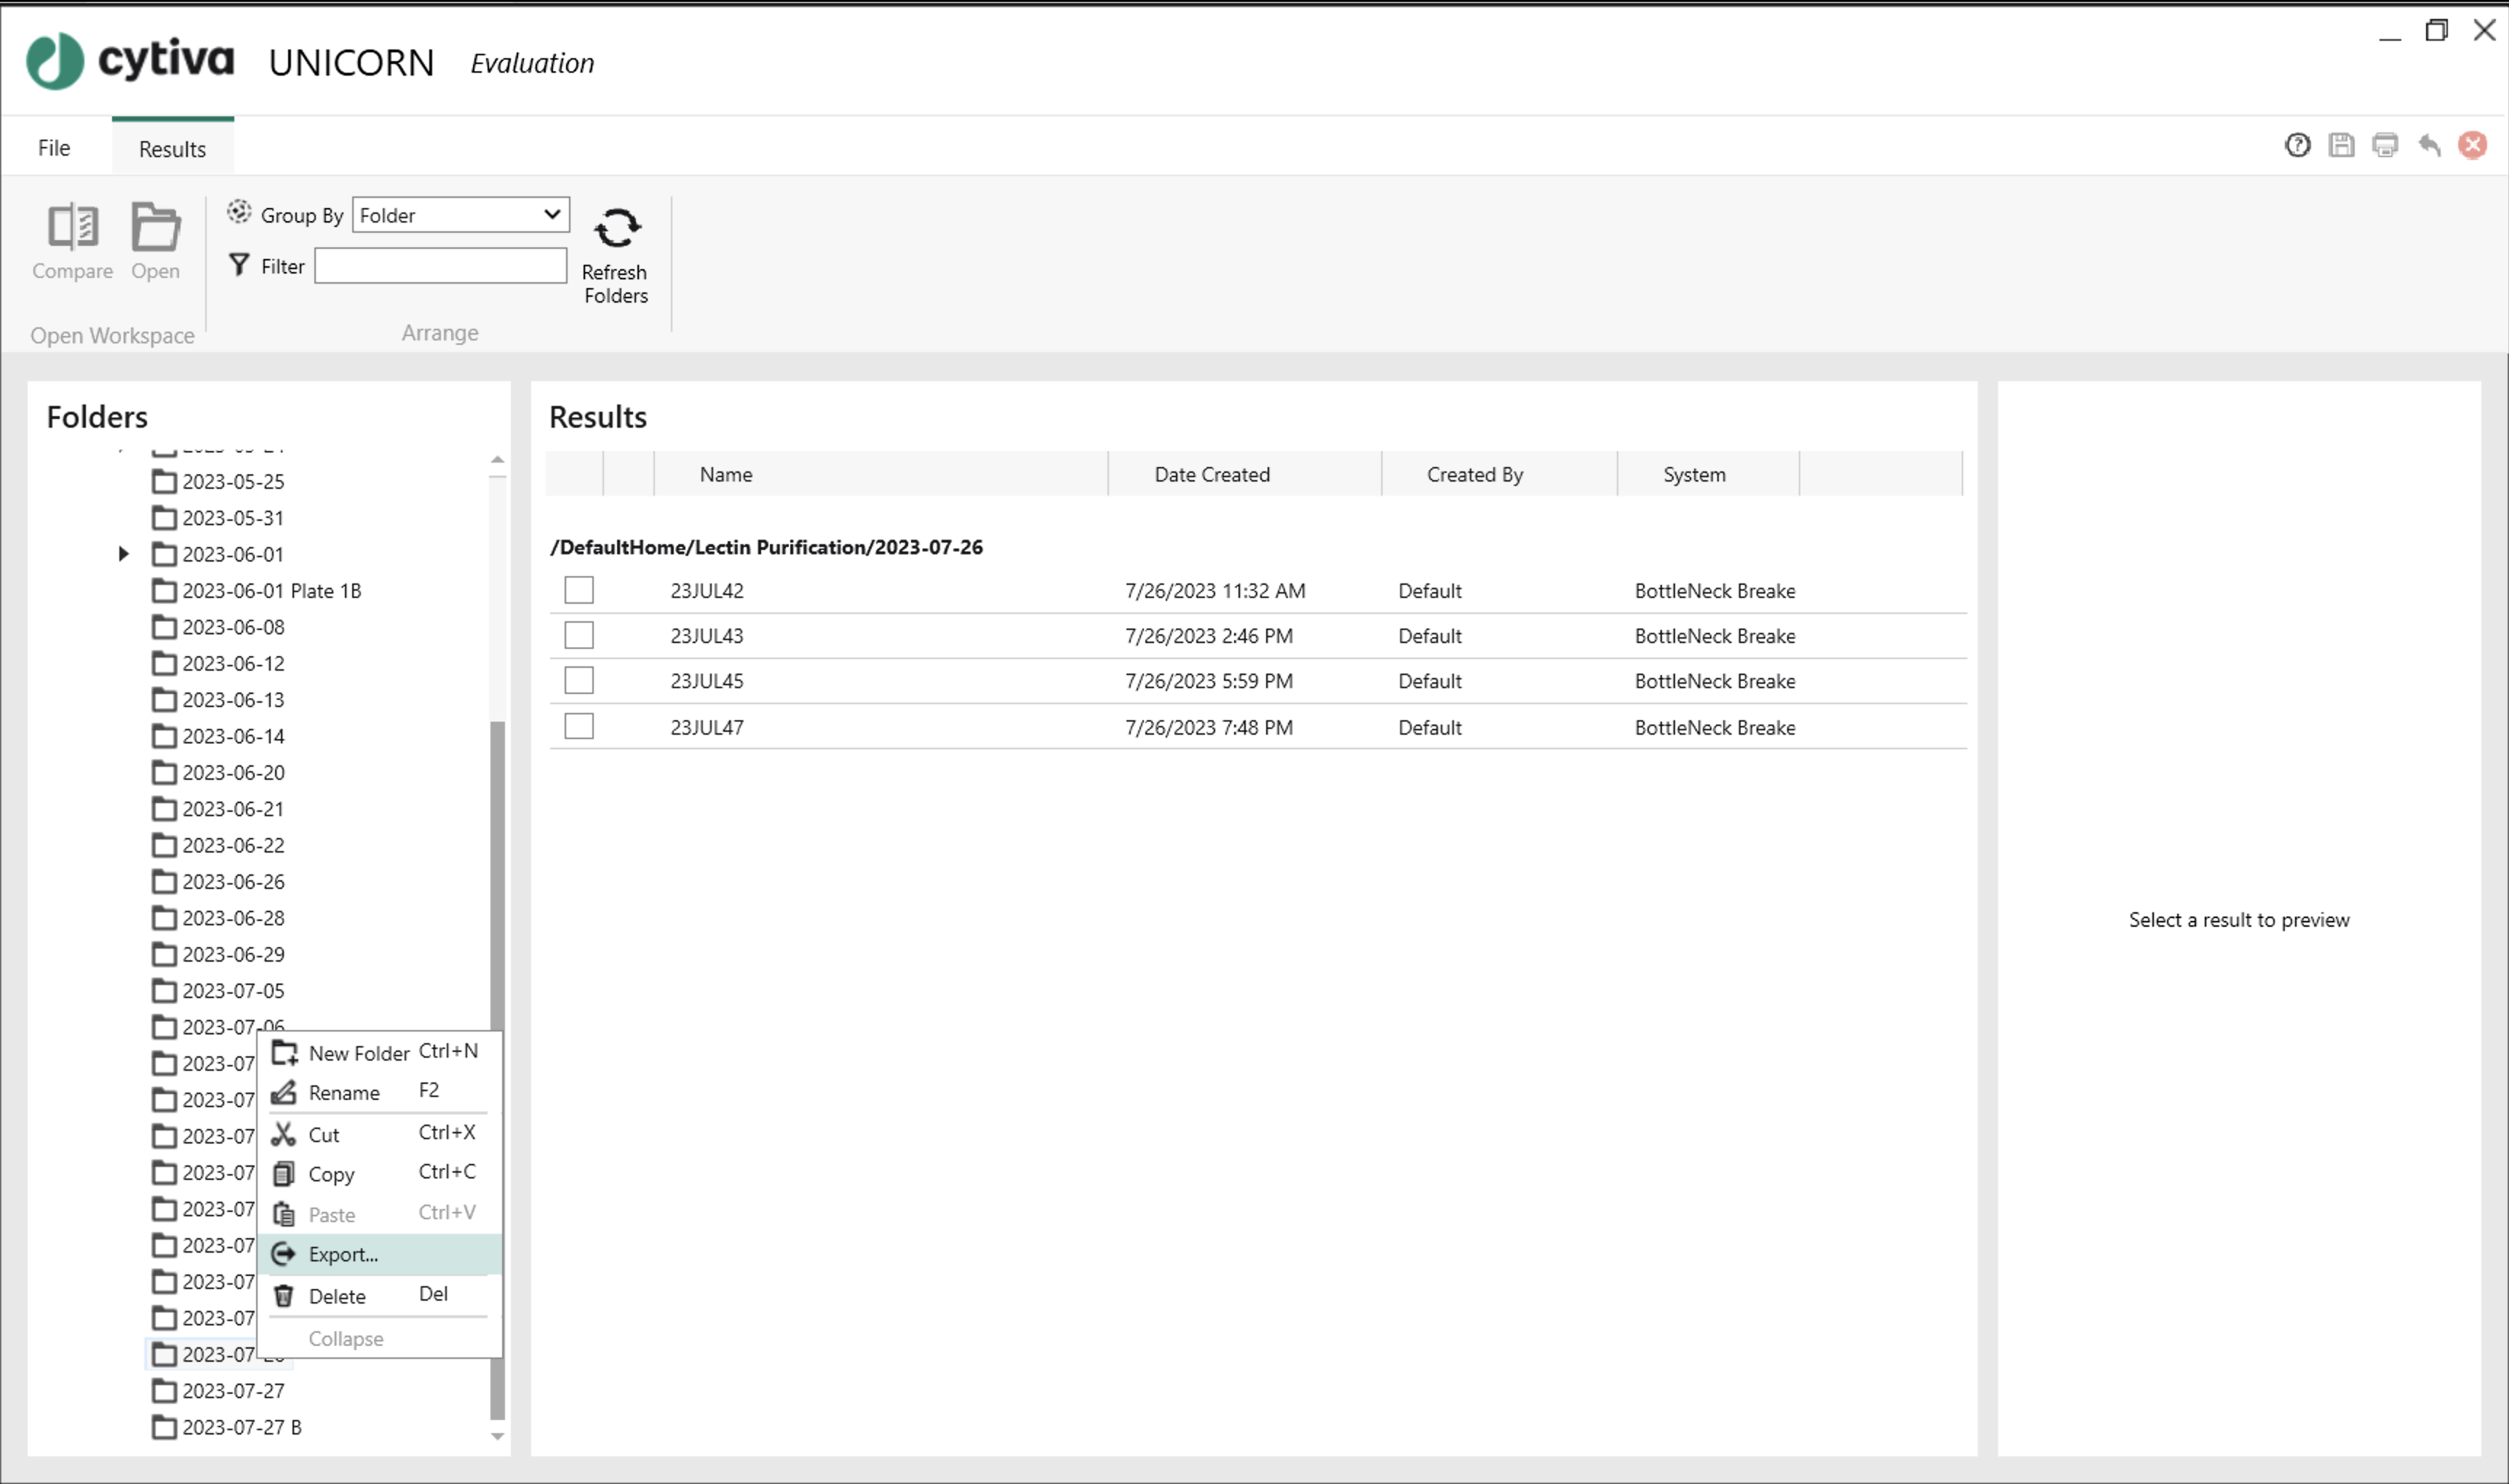 cytiva UNICORN Evaluation
File Results
Compare Open
Open Workspace
Group By Folder
Filter
Refresh
Folders
Arrange
Folders
2023-05-25
2023-05-31
2023-06-01
2023-06-01 Plate 1B
2023-06-08
2023-06-12
2023-06-13
2023-06-14
2023-06-20
2023-06-21
2023-06-22
2023-06-26
2023-06-28
2023-06-29
2023-07-05
2023-07-06
2023-07
2023-07
2023-07
2023-07
2023-07
2023-07
2023-07
2023-07
2023-07-26
2023-07-27
2023-07-27 B
New Folder Ctrl+N
Rename F2
Cut Ctrl+X
Copy Ctrl+C
Paste Ctrl+V
Export...
Delete Del
Collapse
Results
Name Date Created Created By System
/DefaultHome/Lectin Purification/2023-07-26
23JUL42 7/26/2023 11:32 AM Default BottleNeck Breake
23JUL43 7/26/2023 2:46 PM Default BottleNeck Breake
23JUL45 7/26/2023 5:59 PM Default BottleNeck Breake
23JUL47 7/26/2023 7:48 PM Default BottleNeck Breake
Select a result to preview